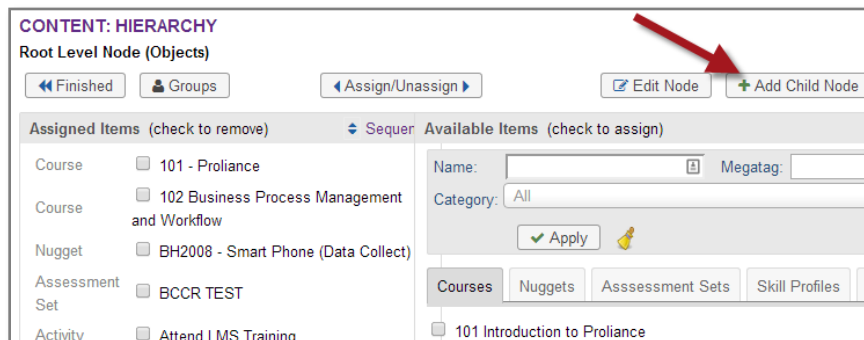 CONTENT: HIERARCHY
Root Level Node (Objects)
Finished Groups Assign/Unassign Edit Node Add Child Node
Assigned Items (check to remove) Sequen
Available Items (check to assign)
Course 101 - Proliance
Course 102 Business Process Management
and Workflow
Nugget BH2008 - Smart Phone (Data Collect)
Assessment
Set BCCR TEST
Activity Attend LMS Training
Name: Megatag:
Category: All
Apply
Courses Nuggets Asssessment Sets Skill Profiles
101 Introduction to Proliance